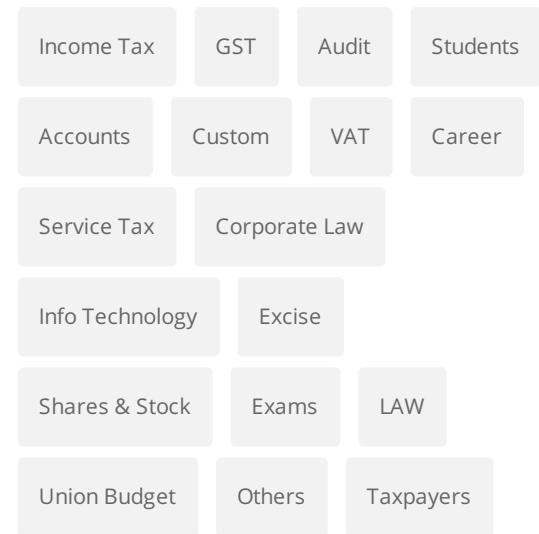 Income Tax GST Audit Students
Accounts Custom VAT Career
Service Tax Corporate Law
Info Technology Excise
Shares & Stock Exams LAW
Union Budget Others Taxpayers